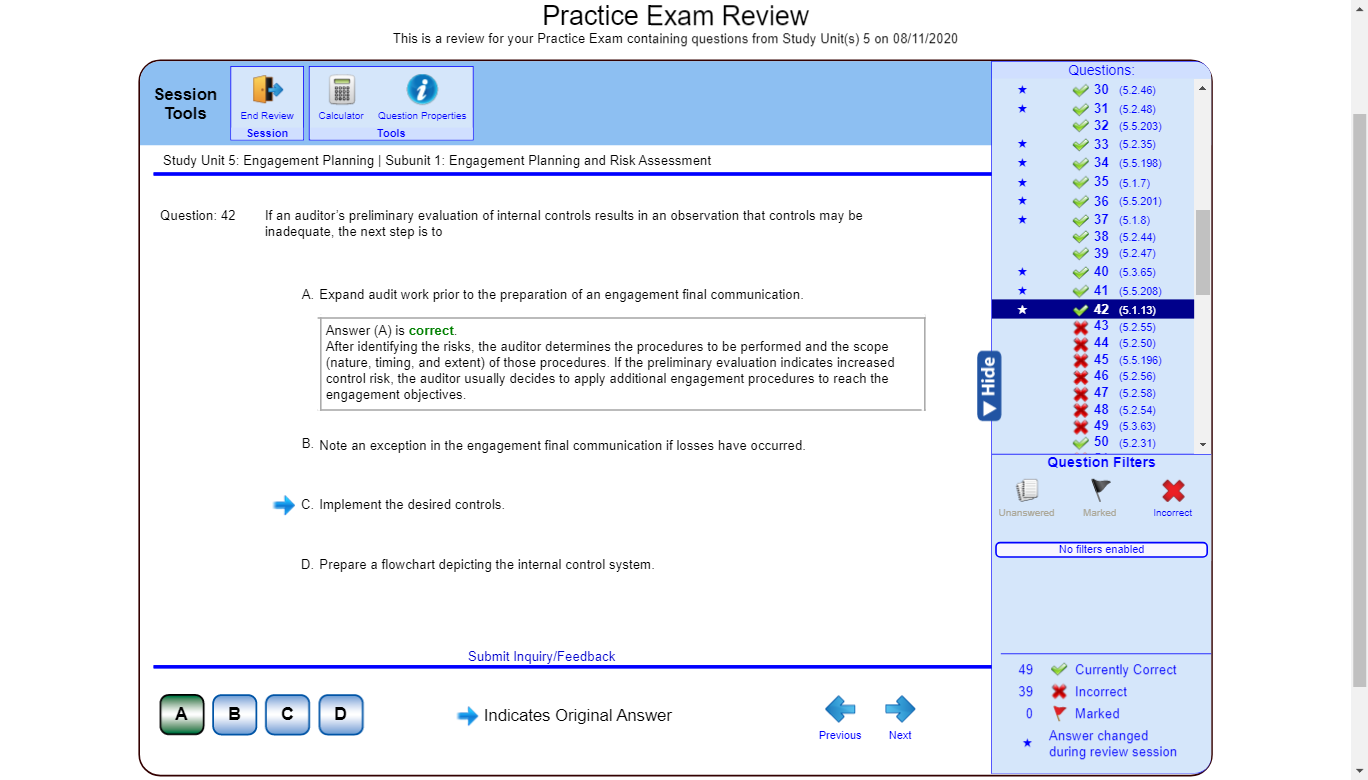 Practice Exam Review
This is a review for your Practice Exam containing questions from Study Unit(s) 5 on 08/11/2020
Session
Tools
End Review
Session
Calculator
Question Properties
Tools
Study Unit 5: Engagement Planning | Subunit 1: Engagement Planning and Risk Assessment
Question: 42
If an auditor's preliminary evaluation of internal controls results in an observation that controls may be
inadequate, the next step is to
A. Expand audit work prior to the preparation of an engagement final communication.
Answer (A) is correct.
After identifying the risks, the auditor determines the procedures to be performed and the scope
(nature, timing, and extent) of those procedures. If the preliminary evaluation indicates increased
control risk, the auditor usually decides to apply additional engagement procedures to reach the
engagement objectives.
B. Note an exception in the engagement final communication if losses have occurred.
C. Implement the desired controls.
D. Prepare a flowchart depicting the internal control system.
Submit Inquiry/Feedback
A B C D
Indicates Original Answer
Previous
Next
Hide
Questions:
30 (5.2.46)
31 (5.2.48)
32 (5.5.203)
33 (5.2.35)
34 (5.5.198)
35 (5.1.7)
36 (5.5.201)
37 (5.1.8)
38 (5.2.44)
39 (5.2.47)
40 (5.3.65)
41 (5.5.208)
42 (5.1.13)
43 (5.2.55)
44 (5.2.50)
45 (5.5.196)
46 (5.2.56)
47 (5.2.58)
48 (5.2.54)
49 (5.3.63)
50 (5.2.31)
Question Filters
Unanswered
Marked
Incorrect
No filters enabled
49 Currently Correct
39 Incorrect
0 Marked
Answer changed
during review session